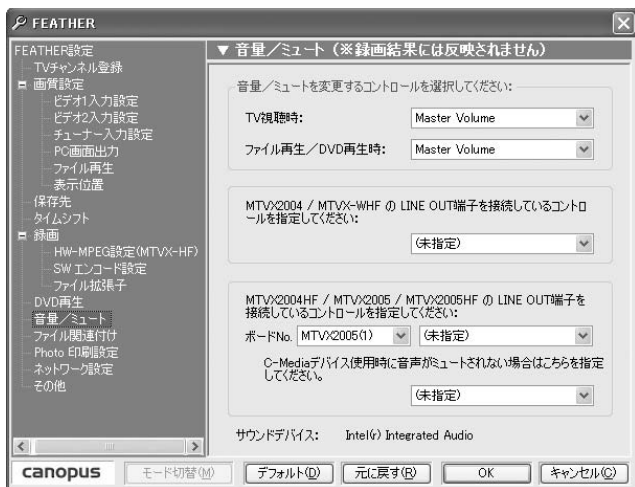 FEATHER
FEATHER設定
TVチャンネル登録
画質設定
ビデオ1入力設定
ビデオ2入力設定
チューナー入力設定
PC画面出力
ファイル再生
表示位置
保存先
タイムシフト
録画
HW-MPEG設定(MTVX-HF)
SW エンコード設定
ファイル拡張子
DVD再生
音量／ミュート
ファイル関連付け
Photo 印刷設定
ネットワーク設定
その他
▼ 音量／ミュート (※録画結果には反映されません)
音量／ミュートを変更するコントロールを選択してください:
TV視聴時: Master Volume
ファイル再生／DVD再生時: Master Volume
MTVX2004 / MTVX-WHF の LINE OUT端子を接続しているコントロ
ールを指定してください:
(未指定)
MTVX2004HF / MTVX2005 / MTVX2005HF の LINE OUT端子を
接続しているコントロールを指定してください:
ボードNo. MTVX2005(1) (未指定)
C-Mediaデバイス使用時に音声がミュートされない場合はこちらを指定
してください。
(未指定)
サウンドデバイス: Intel(r) Integrated Audio
canopus モード切替(M) デフォルト(D) 元に戻す(R) OK キャンセル(C)